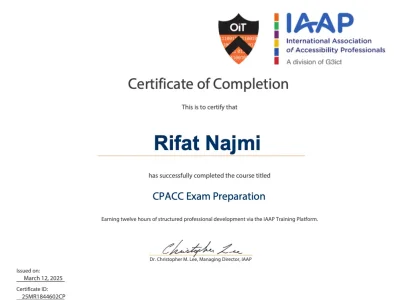 OiT
IAAP
International Association
of Accessibility Professionals
A division of G3ict
Certificate of Completion
This is to certify that
Rifat Najmi
has successfully completed the course titled
CPACC Exam Preparation
Earning twelve hours of structured professional development via the IAAP Training Platform.
Christopher Lee
Dr. Christopher M. Lee, Managing Director, IAAP
Issued on:
March 12, 2025
Certificate ID:
25MR1844602CP